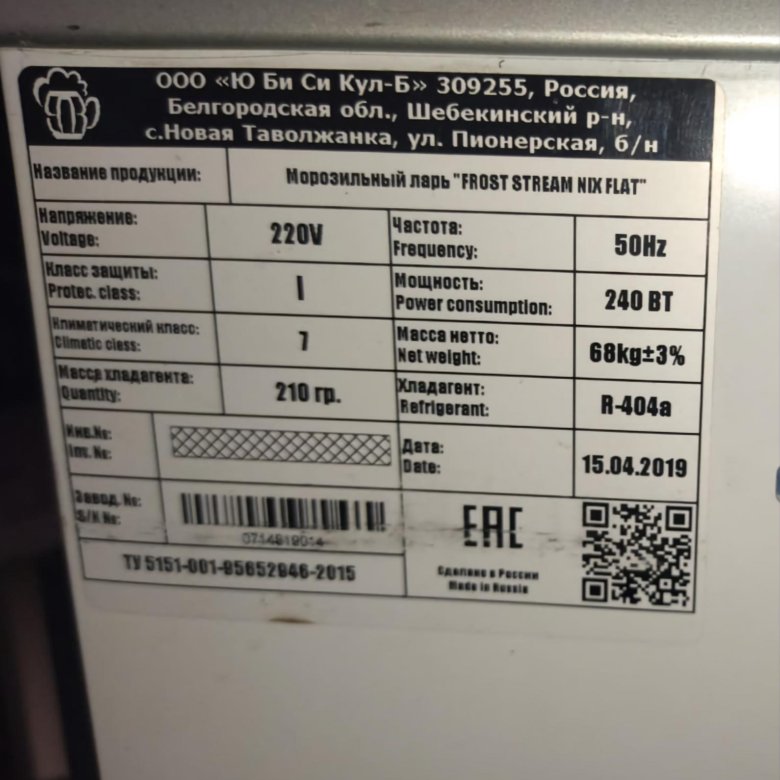 ООО «Ю Би Си Кул-Б» 309255, Россия,
Белгородская обл., Шебекинский р-н,
с.Новая Таволжанка, ул. Пионерская, б/н
Название продукции: Морозильный ларь "FROST STREAM NIX FLAT"
Напряжение: 220V Частота: 50Hz
Voltage: Frequency:
Класс защиты: I Мощность: 240 ВТ
Protec. class: Power consumption:
Климатический класс: 7 Масса нетто: 68kg±3%
Climatic class: Net weight:
Масса хладагента: 210 гр. Хладагент: R-404a
Quantity: Refrigerant:
Инв.№: Дата: 15.04.2019
Inv. №: Date:
Завод. №:
S/N №:
0714819014
EAC
ТУ 5151-001-95652946-2015
Сделано в России
Made in Russia